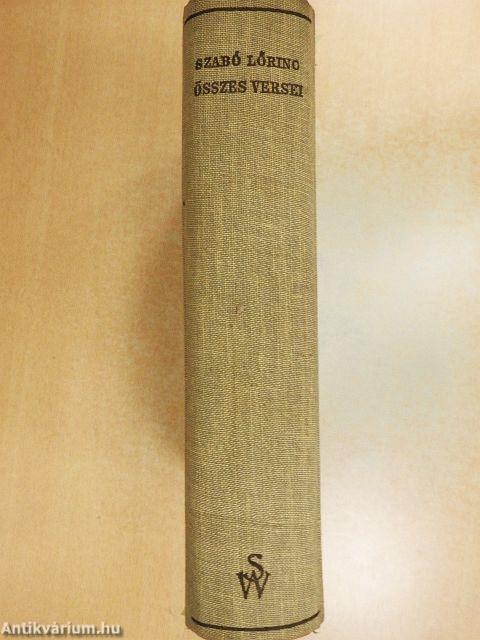 SZABÓ LŐRINC
ÖSSZES VERSEI
SW
Antikvárium.hu